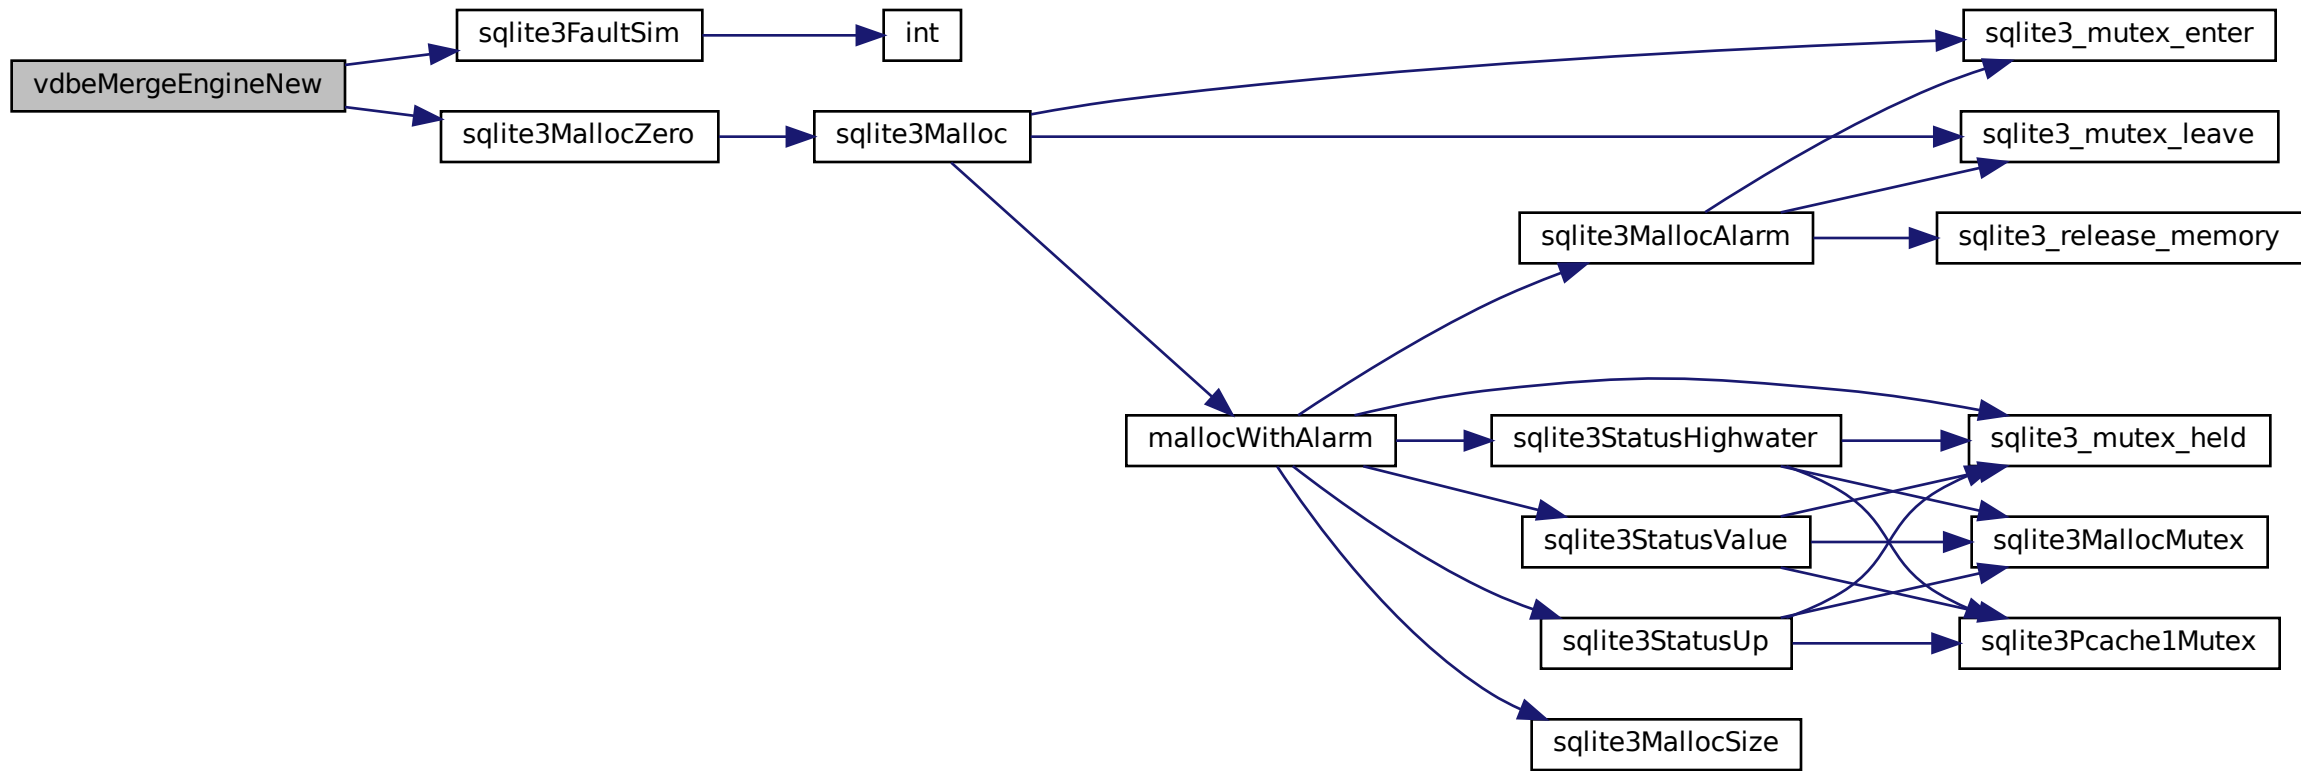 vdbeMergeEngineNew
sqlite3FaultSim
int
sqlite3MallocZero
sqlite3Malloc
sqlite3_mutex_enter
sqlite3_mutex_leave
sqlite3MallocAlarm
sqlite3_release_memory
mallocWithAlarm
sqlite3StatusHighwater
sqlite3_mutex_held
sqlite3StatusValue
sqlite3MallocMutex
sqlite3StatusUp
sqlite3Pcache1Mutex
sqlite3MallocSize